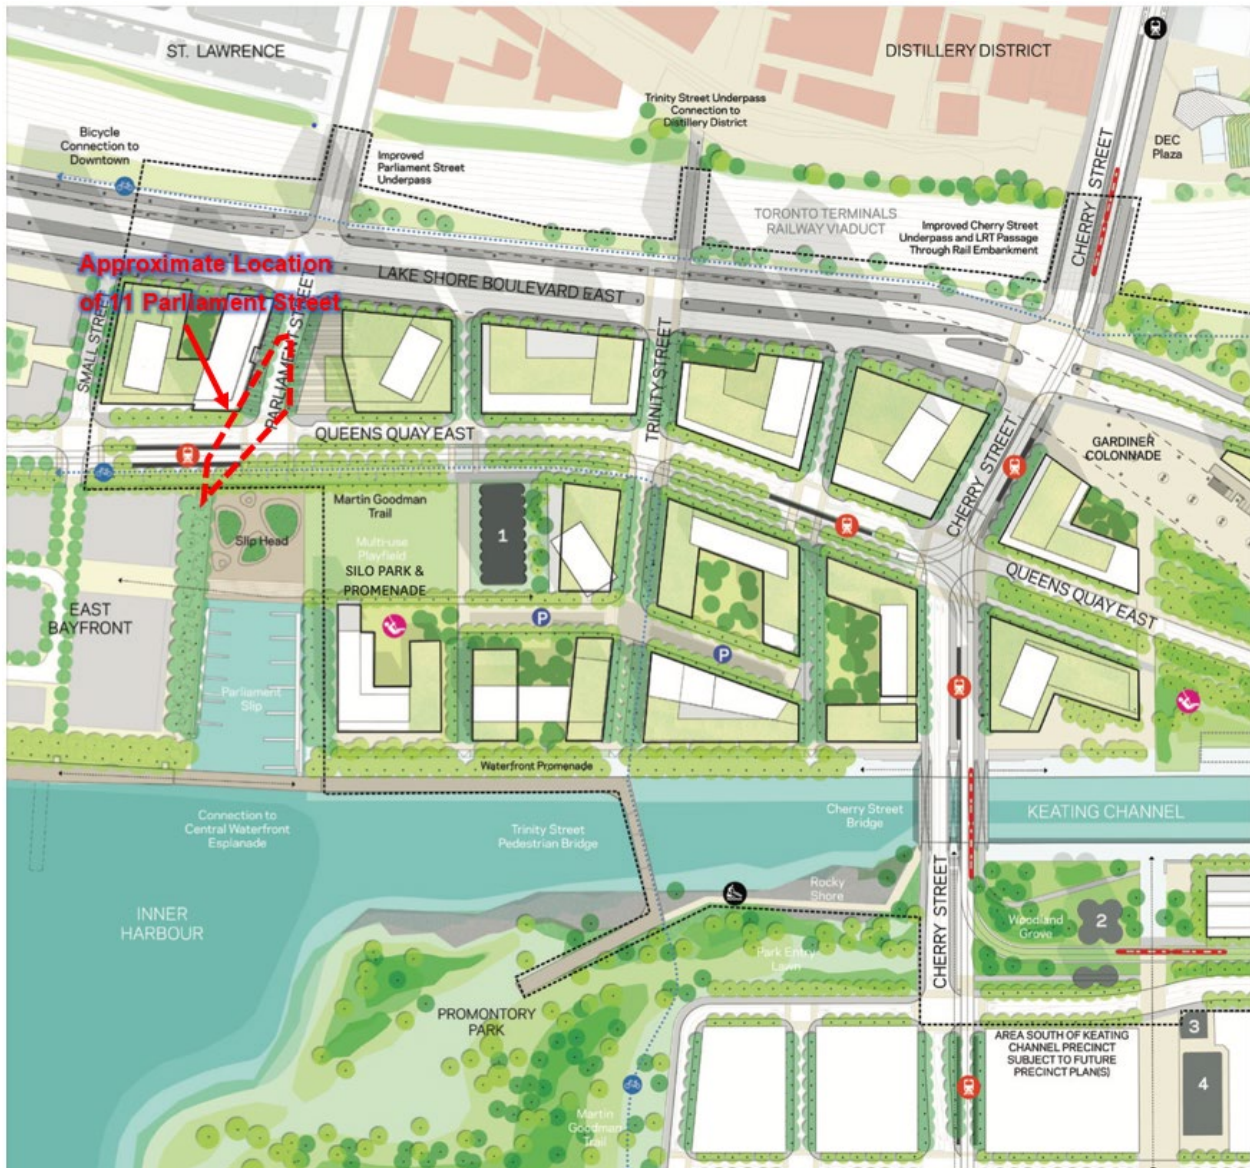 ST. LAWRENCE
DISTILLERY DISTRICT
Trinity Street Underpass
Connection to
Distillery District
Bicycle
Connection to
Downtown
Improved
Parliament Street
Underpass
CHERRY STREET
DEC
Plaza
TORONTO TERMINALS
RAILWAY VIADUCT
Improved Cherry Street
Underpass and LRT Passage
Through Rail Embankment
Approximate Location
of 11 Parliament Street
LAKE SHORE BOULEVARD EAST
SMALL STREET
PARLIAMENT STREET
TRINITY STREET
QUEENS QUAY EAST
CHERRY STREET
GARDINER
COLONNADE
Martin Goodman
Trail
Slip Head
Multi-use
Playfield
SILO PARK &
PROMENADE
1
QUEENS QUAY EAST
EAST
BAYFRONT
P
P
Parliament
Slip
Waterfront Promenade
Connection to
Central Waterfront
Esplanade
Trinity Street
Pedestrian Bridge
Cherry Street
Bridge
KEATING CHANNEL
INNER
HARBOUR
Rocky
Shore
CHERRY STREET
Woodland
Grove
2
Park Entry
Lawn
PROMONTORY
PARK
AREA SOUTH OF KEATING
CHANNEL PRECINCT
SUBJECT TO FUTURE
PRECINCT PLAN(S)
3
4
Martin
Goodman
Trail